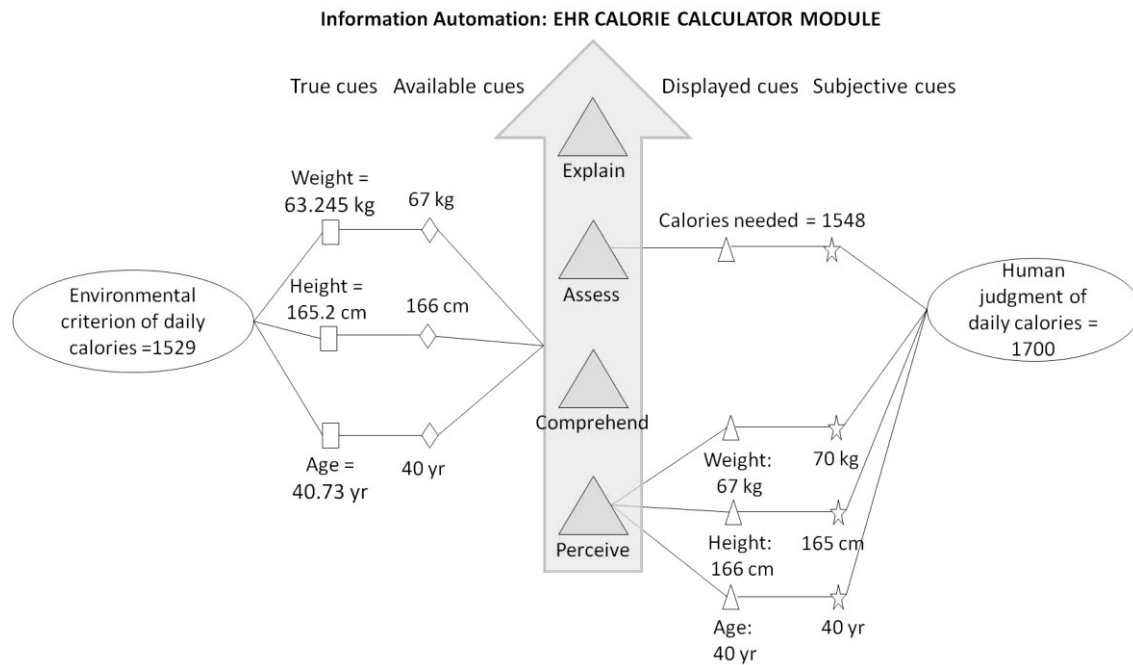 Information Automation: EHR CALORIE CALCULATOR MODULE
True cues
Available cues
Displayed cues
Subjective cues
Weight =
63.245 kg
67 kg
Height =
165.2 cm
166 cm
Age =
40.73 yr
40 yr
Environmental
criterion of daily
calories =1529
Explain
Assess
Comprehend
Perceive
Calories needed = 1548
Weight:
67 kg
70 kg
Height:
166 cm
165 cm
Age:
40 yr
40 yr
Human
judgment of
daily calories =
1700